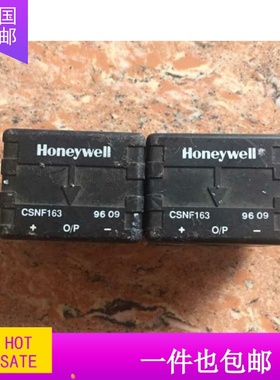 国
邮
Honeywell
CSNF163 96 09
+ O/P −
Honeywell
CSNF163 96 09
+ O/P −
HOT
SATE
一件也包邮